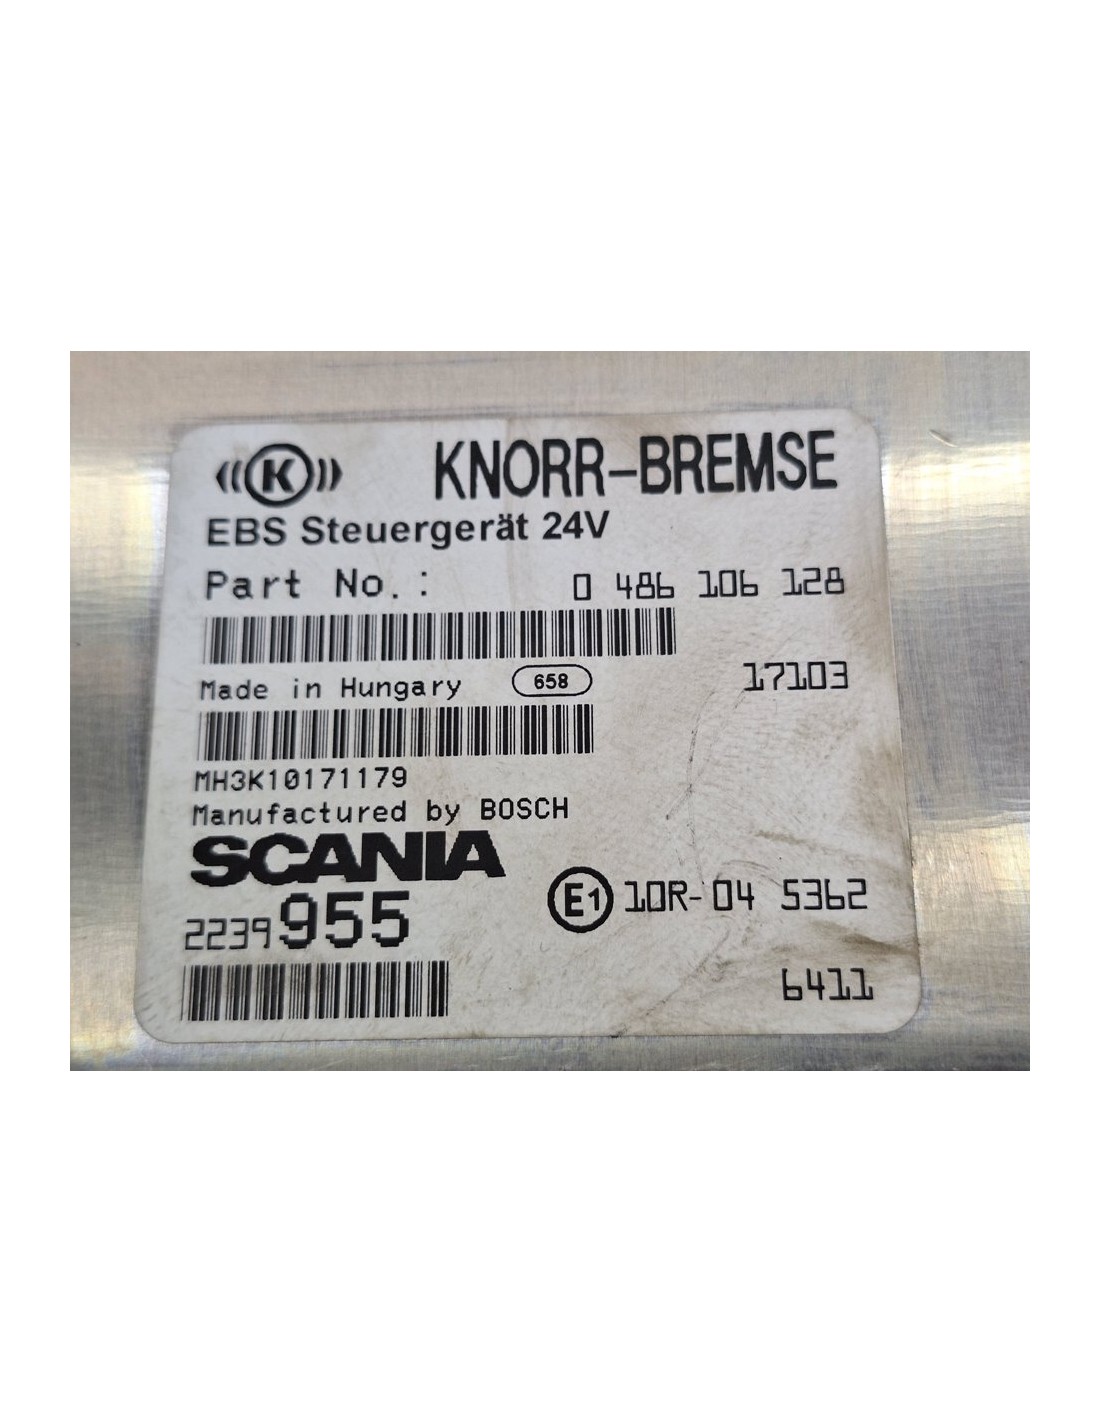 ((K)) KNORR-BREMSE
EBS Steuergerät 24V
Part No.: 0 486 106 128
Made in Hungary 658 17103
MH3K10171179
Manufactured by BOSCH
SCANIA
2239955 E1 10R-04 5362
6411